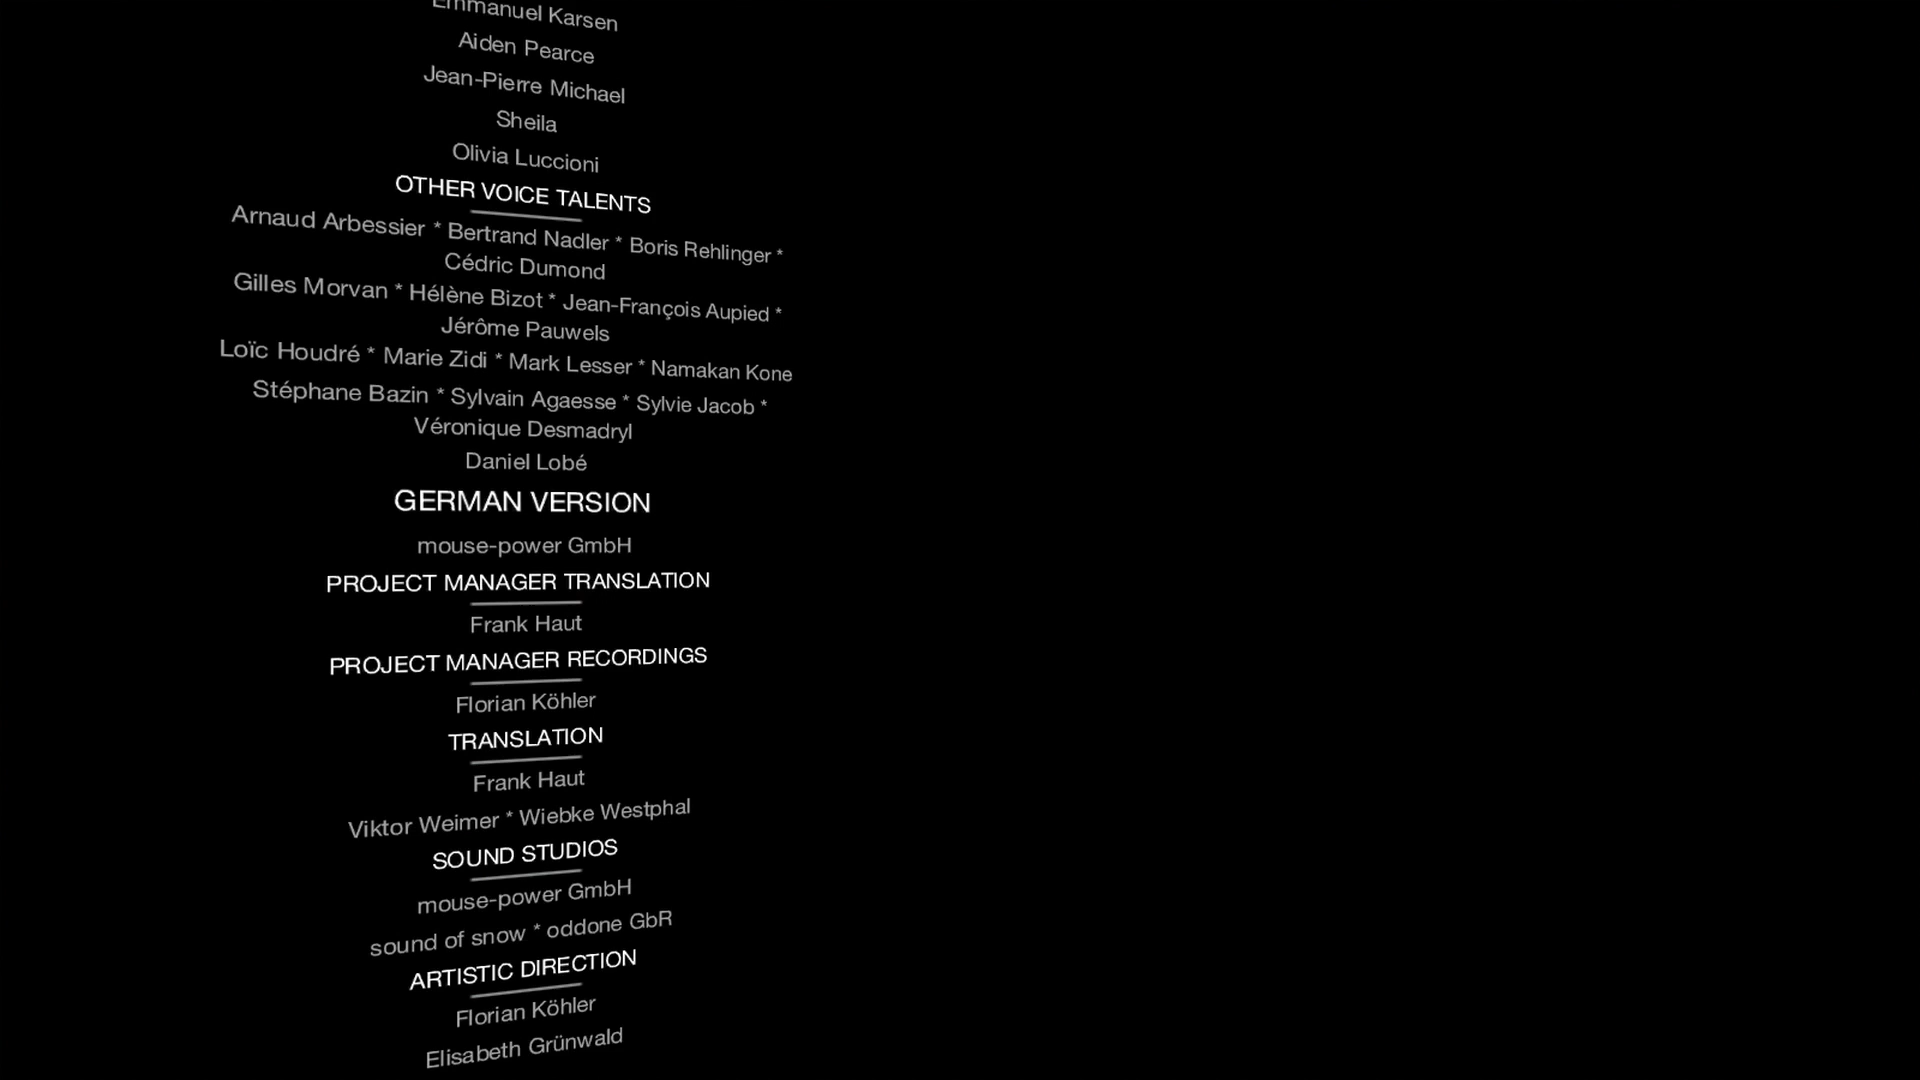 Emmanuel Karsen
Aiden Pearce
Jean-Pierre Michael
Sheila
Olivia Luccioni
OTHER VOICE TALENTS
Arnaud Arbessier * Bertrand Nadler * Boris Rehlinger *
Cédric Dumond
Gilles Morvan * Hélène Bizot * Jean-François Aupied *
Jérôme Pauwels
Loïc Houdré * Marie Zidi * Mark Lesser * Namakan Kone
Stéphane Bazin * Sylvain Agaesse * Sylvie Jacob *
Véronique Desmadryl
Daniel Lobé
GERMAN VERSION
mouse-power GmbH
PROJECT MANAGER TRANSLATION
Frank Haut
PROJECT MANAGER RECORDINGS
Florian Köhler
TRANSLATION
Frank Haut
Viktor Weimer * Wiebke Westphal
SOUND STUDIOS
mouse-power GmbH
sound of snow * oddone GbR
ARTISTIC DIRECTION
Florian Köhler
Elisabeth Grünwald